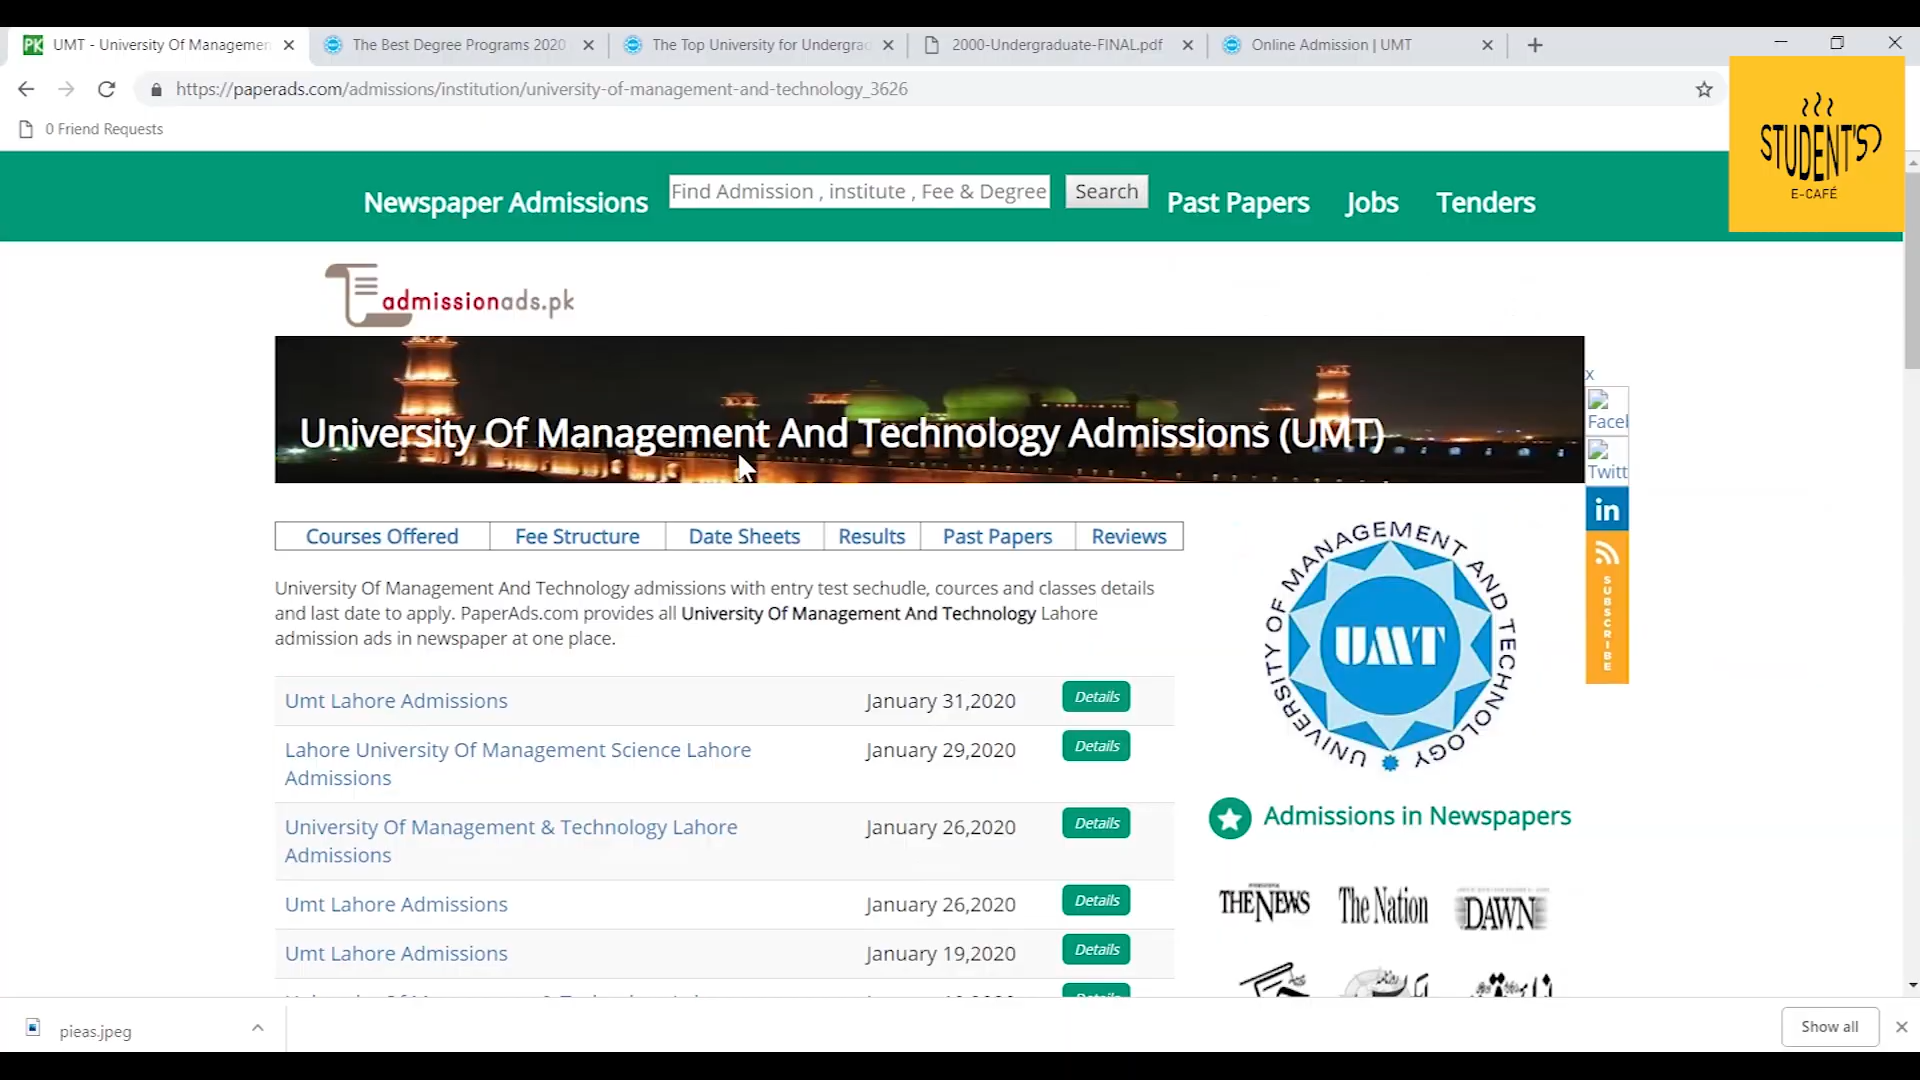 UMT - University Of Managemen
The Best Degree Programs 2020
The Top University for Undergra
2000-Undergraduate-FINAL.pdf
Online Admission | UMT
https://paperads.com/admissions/institution/university-of-management-and-technology_3626
0 Friend Requests
STUDENT'S
E-CAFÉ
Newspaper Admissions
Find Admission , institute , Fee & Degree
Search
Past Papers
Jobs
Tenders
admissionads.pk
University Of Management And Technology Admissions (UMT)
x
Facel
Twitt
in
SUBSCRIBE
Courses Offered
Fee Structure
Date Sheets
Results
Past Papers
Reviews
University Of Management And Technology admissions with entry test sechudle, cources and classes details
and last date to apply. PaperAds.com provides all University Of Management And Technology Lahore
admission ads in newspaper at one place.
UNIVERSITY OF MANAGEMENT AND TECHNOLOGY
UMT
Umt Lahore Admissions January 31,2020 Details
Lahore University Of Management Science Lahore January 29,2020 Details
Admissions
University Of Management & Technology Lahore January 26,2020 Details
Admissions
Umt Lahore Admissions January 26,2020 Details
Umt Lahore Admissions January 19,2020 Details
Admissions in Newspapers
THE NEWS
The Nation
DAWN
pieas.jpeg
Show all